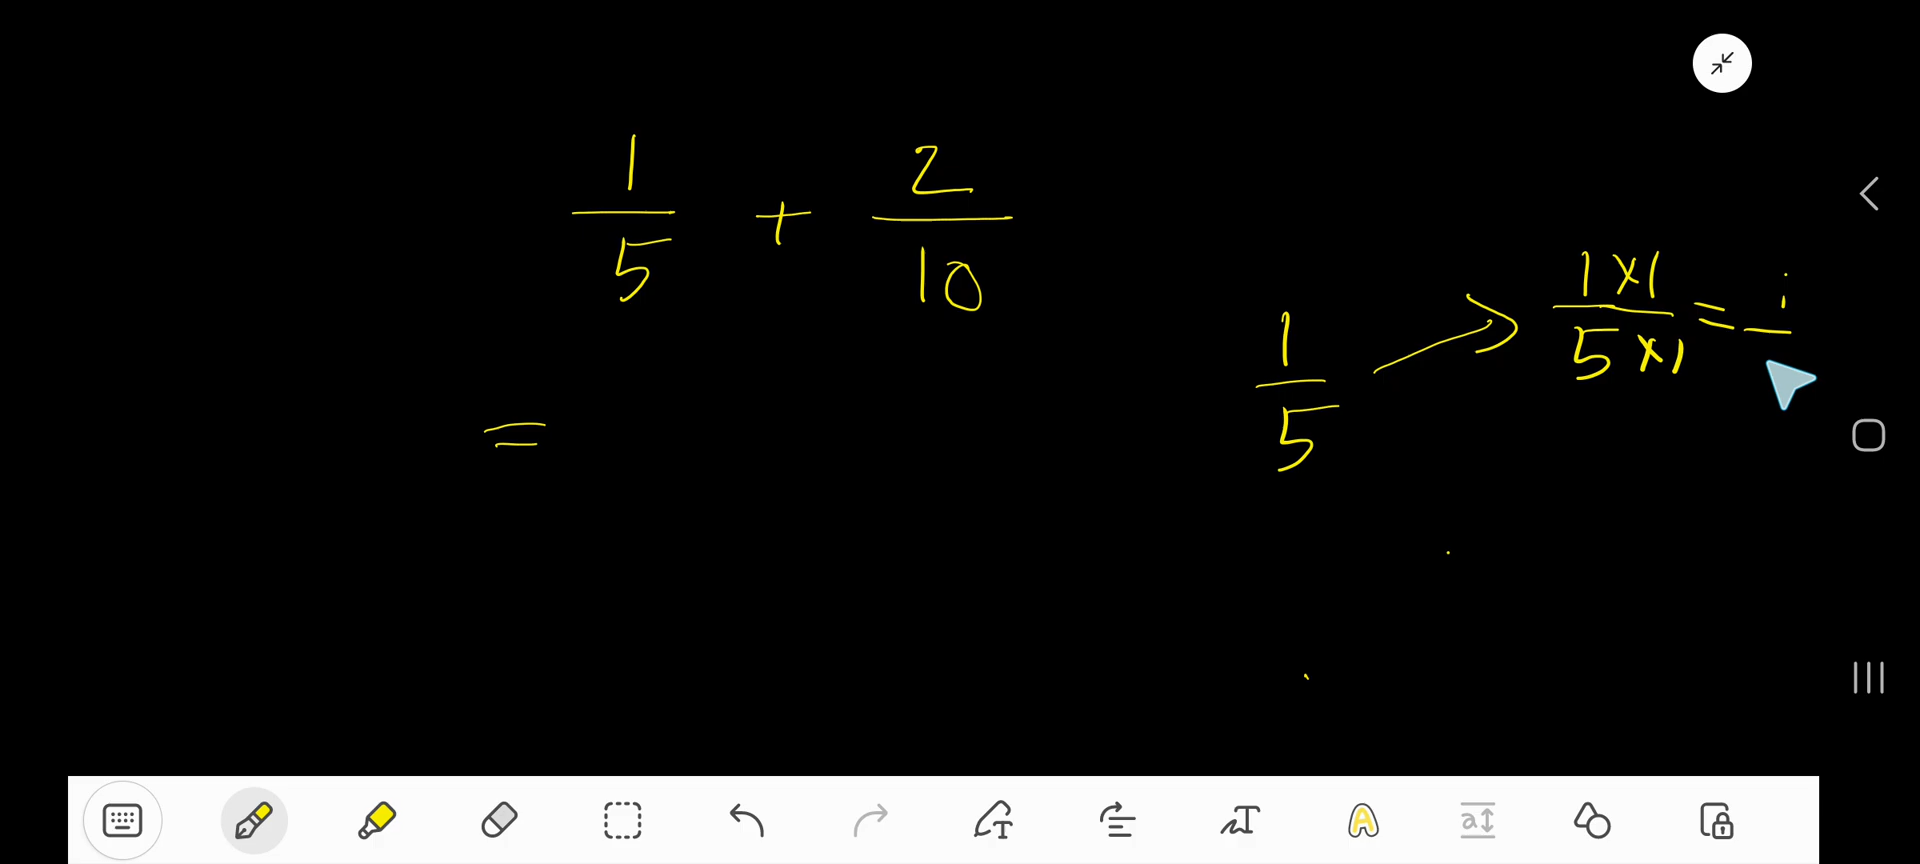 1/5 + 2/10
=
1/5 → 1×1/5×1 =